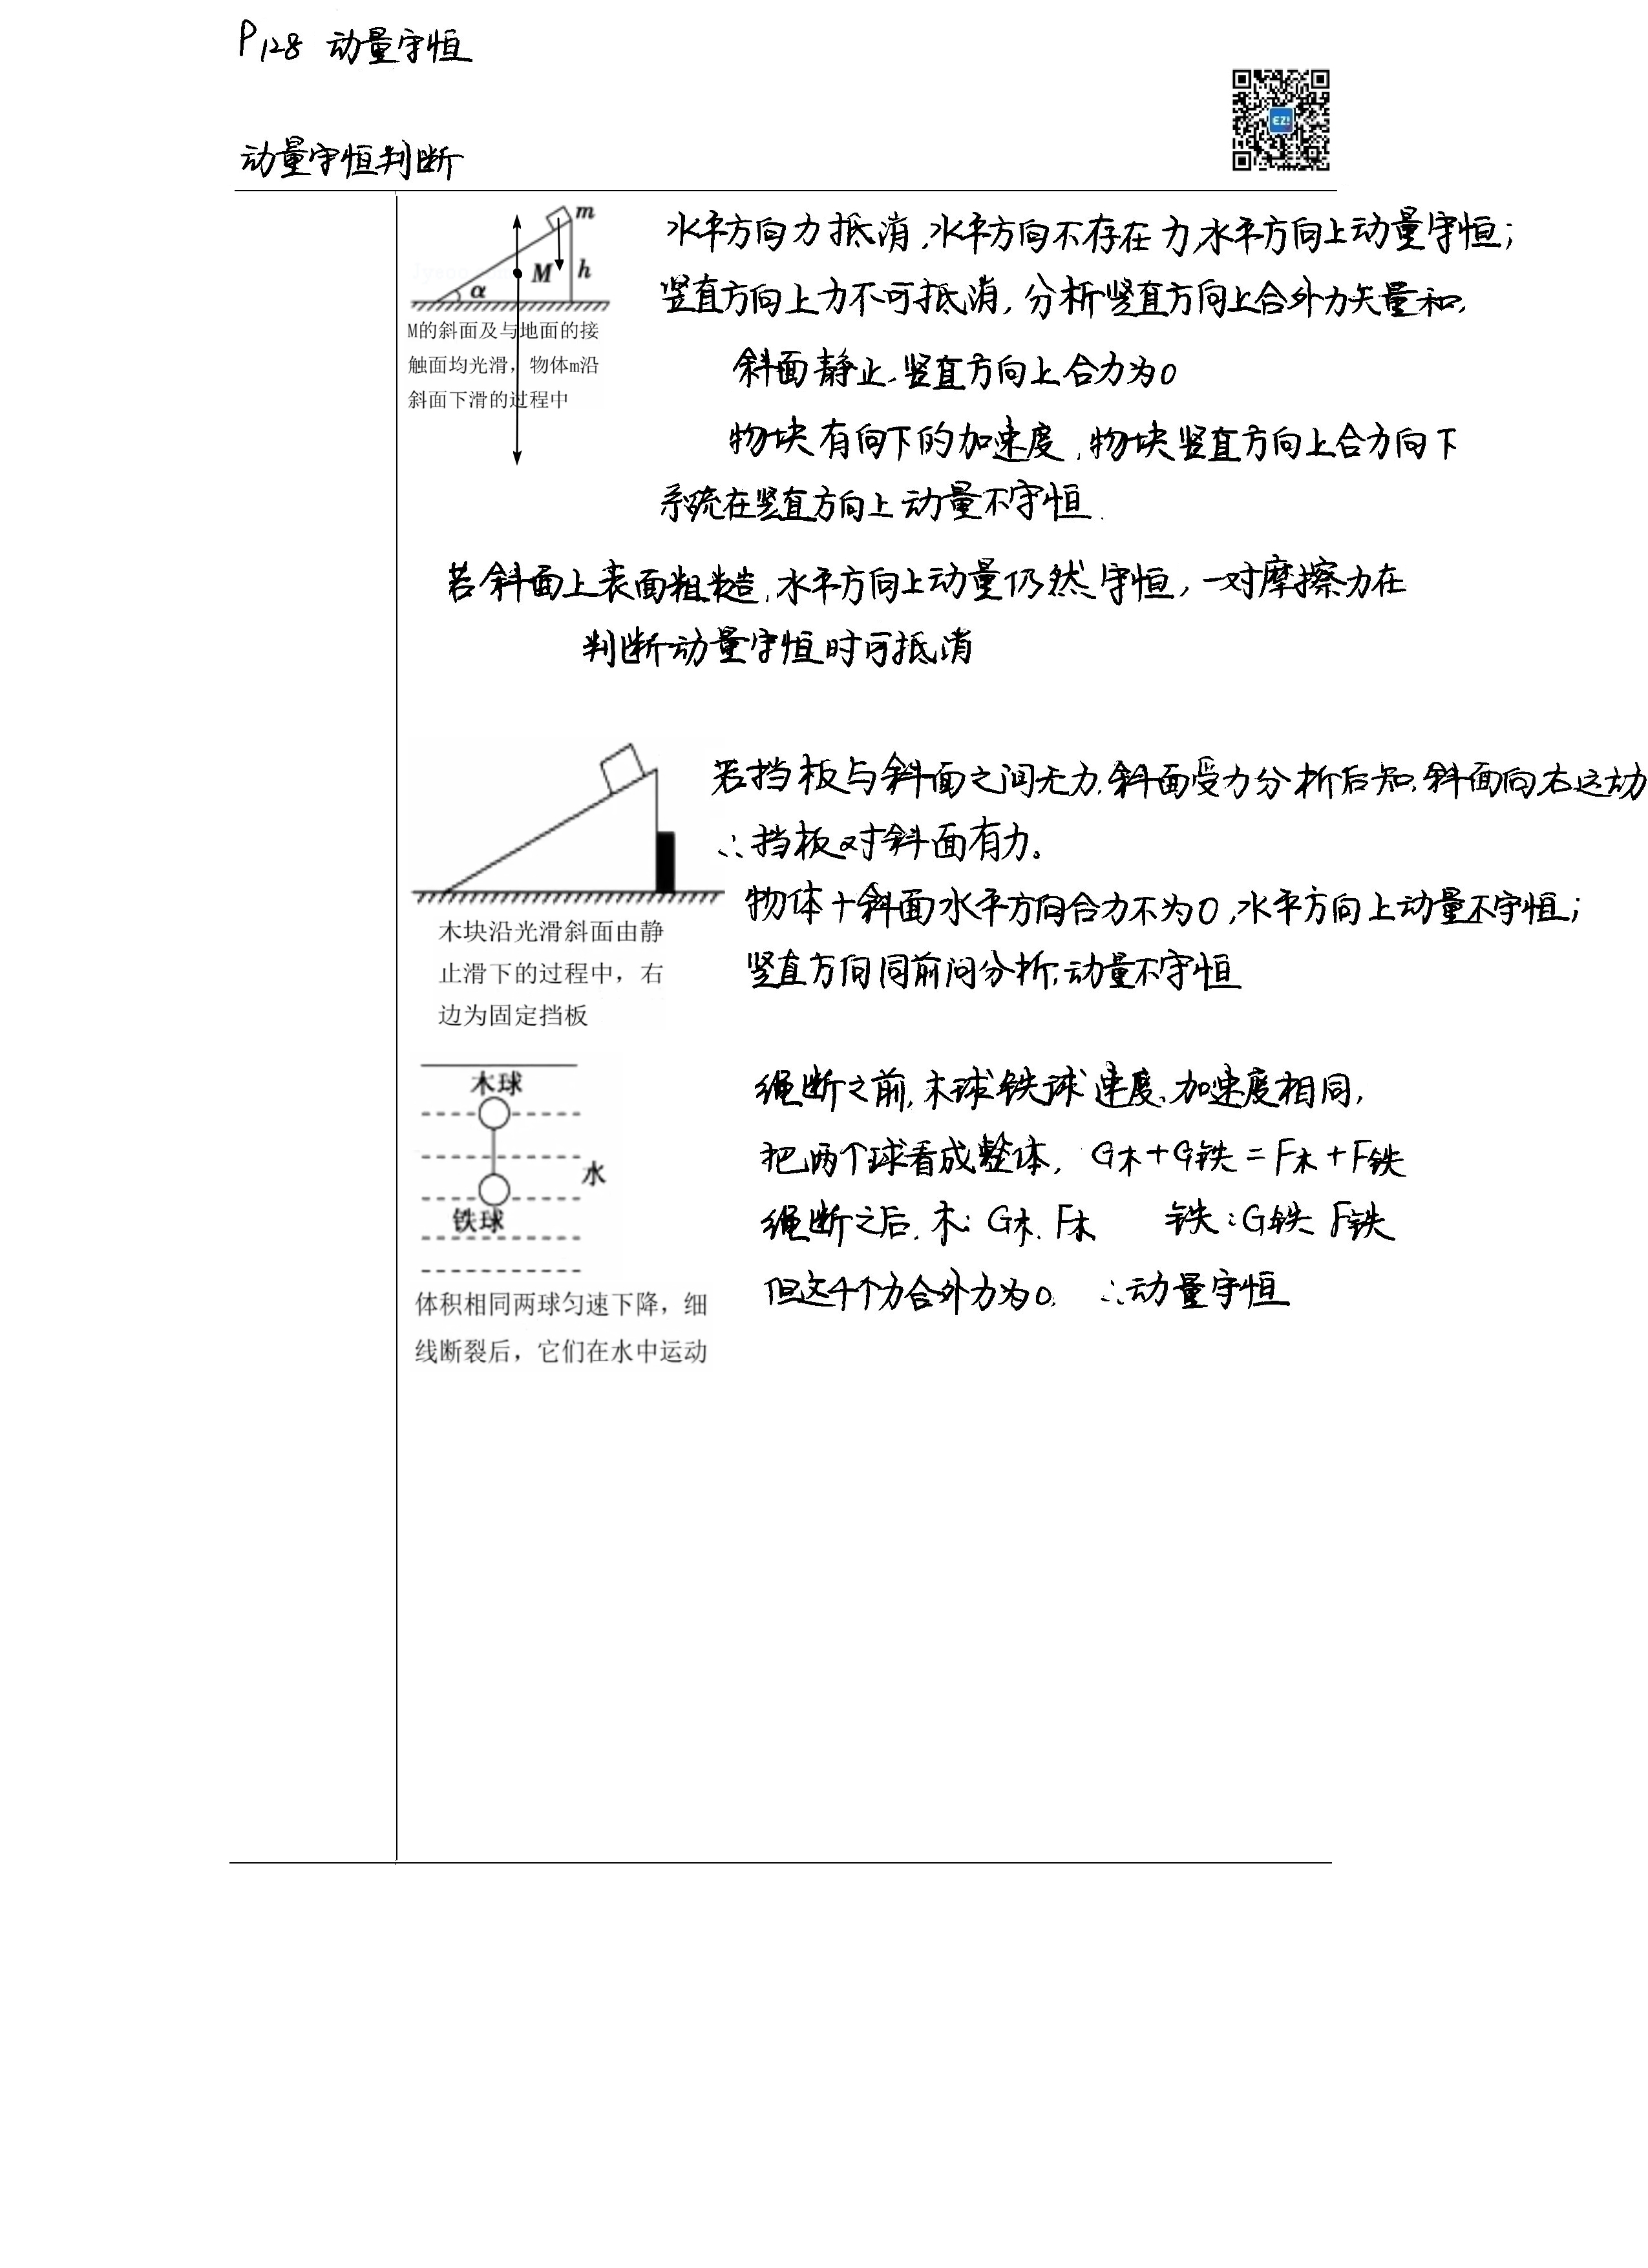 P128 动量守恒
EZ!
动量守恒判断
m
M
h
α
M的斜面及与地面的接
触面均光滑，物体m沿
斜面下滑的过程中
水平方向力抵消，水平方向不存在力，水平方向上动量守恒；
竖直方向上力不可抵消，分析竖直方向上合外力矢量和，
斜面静止，竖直方向上合力为0
物块有向下的加速度，物块竖直方向上合力向下
系统在竖直方向上动量不守恒.
若斜面上表面粗糙，水平方向上动量仍然守恒，一对摩擦力在
判断动量守恒时可抵消
木块沿光滑斜面由静
止滑下的过程中，右
边为固定挡板
若挡板与斜面之间无力，斜面受力分析后知，斜面向右运动
∴挡板对斜面有力。
物体+斜面水平方向合力不为0，水平方向上动量不守恒；
竖直方向同前问分析，动量不守恒
木球
水
铁球
体积相同两球匀速下降，细
线断裂后，它们在水中运动
绳断之前，木球铁球速度、加速度相同，
把两个球看成整体，G木+G铁=F木+F铁
绳断之后，木：G木、F木 铁：G铁 F铁
但这4个力合外力为0，∴动量守恒